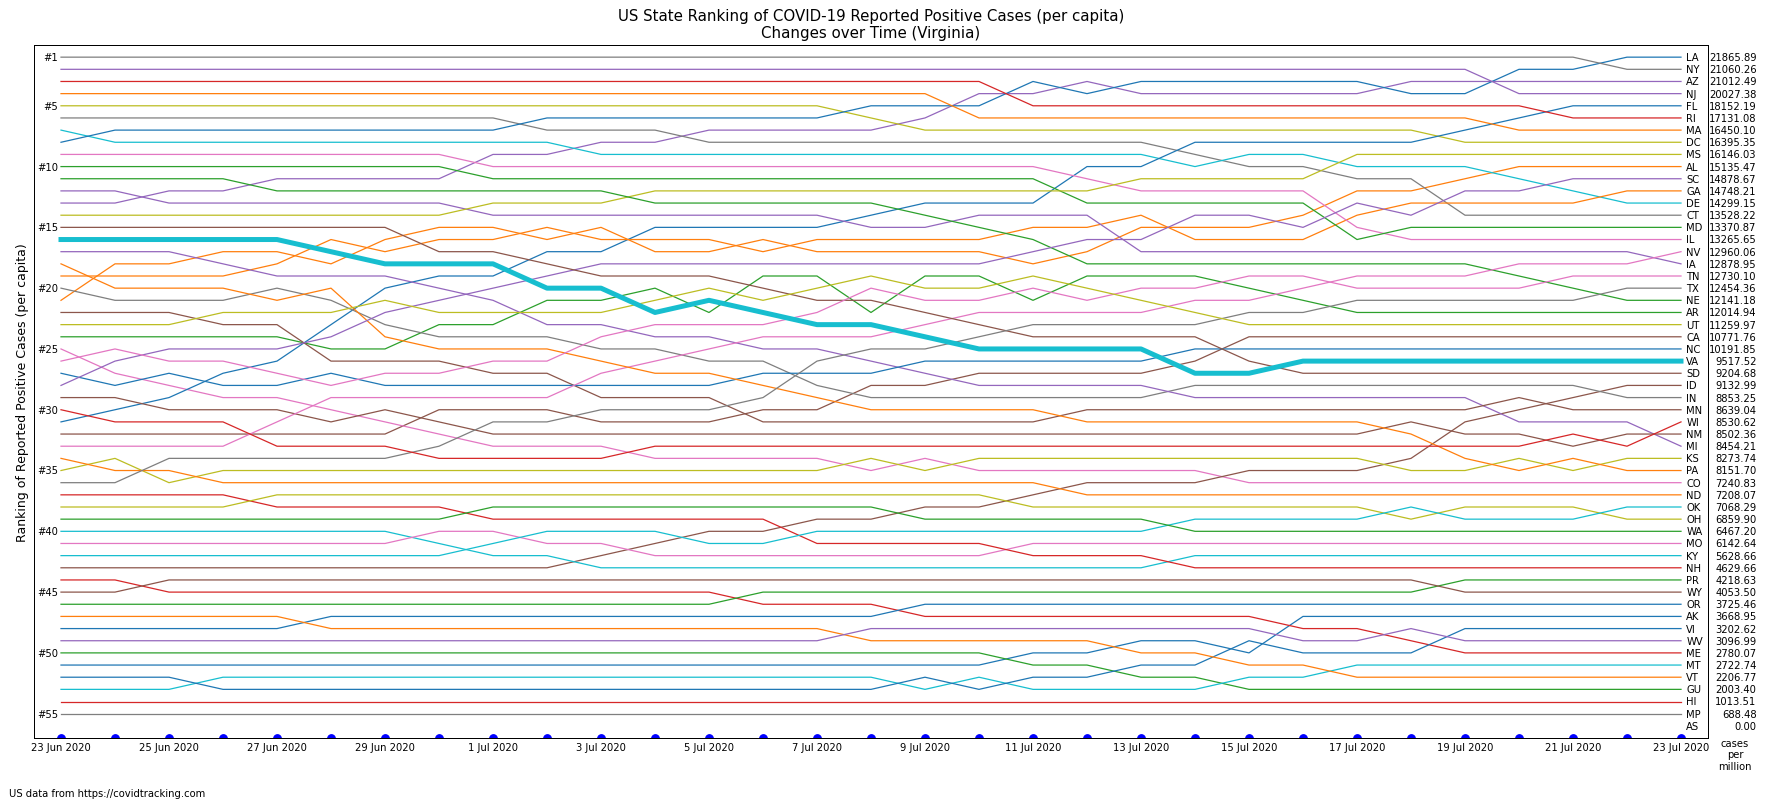 US State Ranking of COVID-19 Reported Positive Cases (per capita)
Changes over Time (Virginia)
Ranking of Reported Positive Cases (per capita)
#1
#5
#10
#15
#20
#25
#30
#35
#40
#45
#50
#55
LA 21865.89
NY 21060.26
AZ 21012.49
NJ 20027.38
FL 18152.19
RI 17131.08
MA 16450.10
DC 16395.35
MS 16146.03
AL 15135.47
SC 14878.67
GA 14748.21
DE 14299.15
CT 13528.22
MD 13370.87
IL 13265.65
NV 12960.06
IA 12878.95
TN 12730.10
TX 12454.36
NE 12141.18
AR 12014.94
UT 11259.97
CA 10771.76
NC 10191.85
VA 9517.52
SD 9204.68
ID 9132.99
IN 8853.25
MN 8639.04
WI 8530.62
NM 8502.36
MI 8454.21
KS 8273.74
PA 8151.70
CO 7240.83
ND 7208.07
OK 7068.29
OH 6859.90
WA 6467.20
MO 6142.64
KY 5628.66
NH 4629.66
PR 4218.63
WY 4053.50
OR 3725.46
AK 3668.95
VI 3202.62
WV 3096.99
ME 2780.07
MT 2722.74
VT 2206.77
GU 2003.40
HI 1013.51
MP 688.48
AS 0.00
23 Jun 2020 25 Jun 2020 27 Jun 2020 29 Jun 2020 1 Jul 2020 3 Jul 2020 5 Jul 2020 7 Jul 2020 9 Jul 2020 11 Jul 2020 13 Jul 2020 15 Jul 2020 17 Jul 2020 19 Jul 2020 21 Jul 2020 23 Jul 2020
cases
per
million
US data from https://covidtracking.com